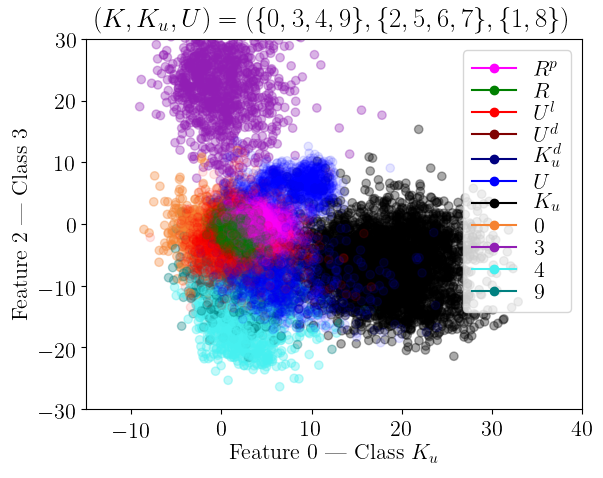 (K, K_u, U) = ({0, 3, 4, 9}, {2, 5, 6, 7}, {1, 8})
30
20
10
0
−10
−20
−30
Feature 2 — Class 3
−10
0
10
20
30
40
Feature 0 — Class K_u
R^p
R
U^l
U^d
K_u^d
U
K_u
0
3
4
9